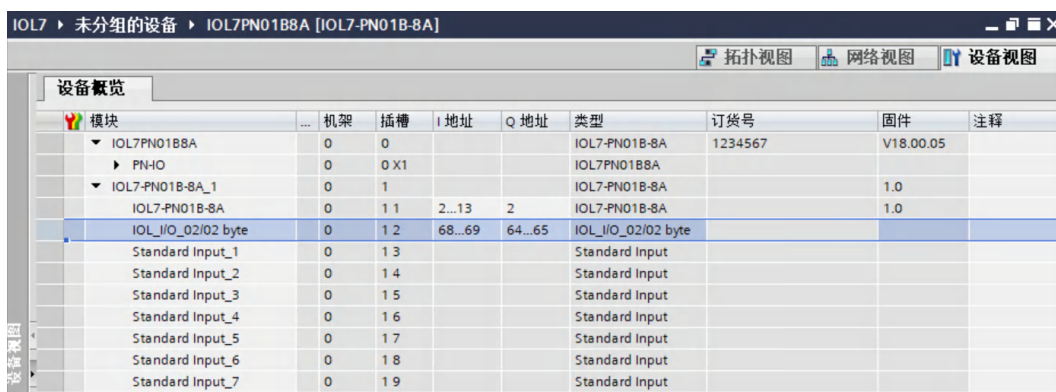 IOL7 ▸ 未分组的设备 ▸ IOL7PN01B8A [IOL7-PN01B-8A]
拓扑视图 网络视图 设备视图
设备概览
模块 ... 机架 插槽 I 地址 Q 地址 类型 订货号 固件 注释
IOL7PN01B8A 0 0 IOL7-PN01B-8A 1234567 V18.00.05
PN-IO 0 0 X1 IOL7PN01B8A
IOL7-PN01B-8A_1 0 1 IOL7-PN01B-8A 1.0
IOL7-PN01B-8A 0 1 1 2...13 2 IOL7-PN01B-8A 1.0
IOL_I/O_02/02 byte 0 1 2 68...69 64...65 IOL_I/O_02/02 byte
Standard Input_1 0 1 3 Standard Input
Standard Input_2 0 1 4 Standard Input
Standard Input_3 0 1 5 Standard Input
Standard Input_4 0 1 6 Standard Input
Standard Input_5 0 1 7 Standard Input
Standard Input_6 0 1 8 Standard Input
Standard Input_7 0 1 9 Standard Input
设备视图